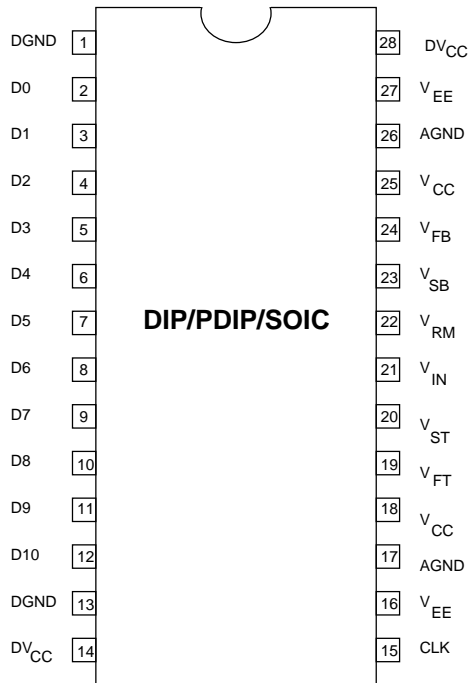 DGND 1 28 DVCC
D0 2 27 VEE
D1 3 26 AGND
D2 4 25 VCC
D3 5 24 VFB
D4 6 23 VSB
D5 7 DIP/PDIP/SOIC 22 VRM
D6 8 21 VIN
D7 9 20 VST
D8 10 19 VFT
D9 11 18 VCC
D10 12 17 AGND
DGND 13 16 VEE
DVCC 14 15 CLK